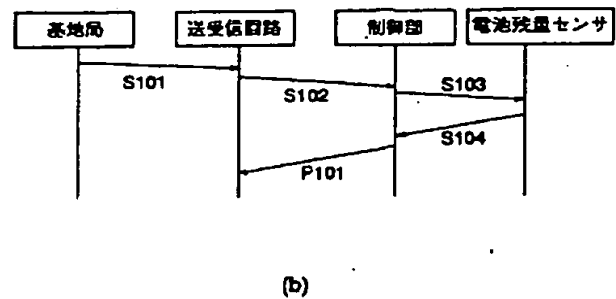 基地局 送受信回路 制御部 電池残量センサ
S101
S102
S103
S104
P101
(b)